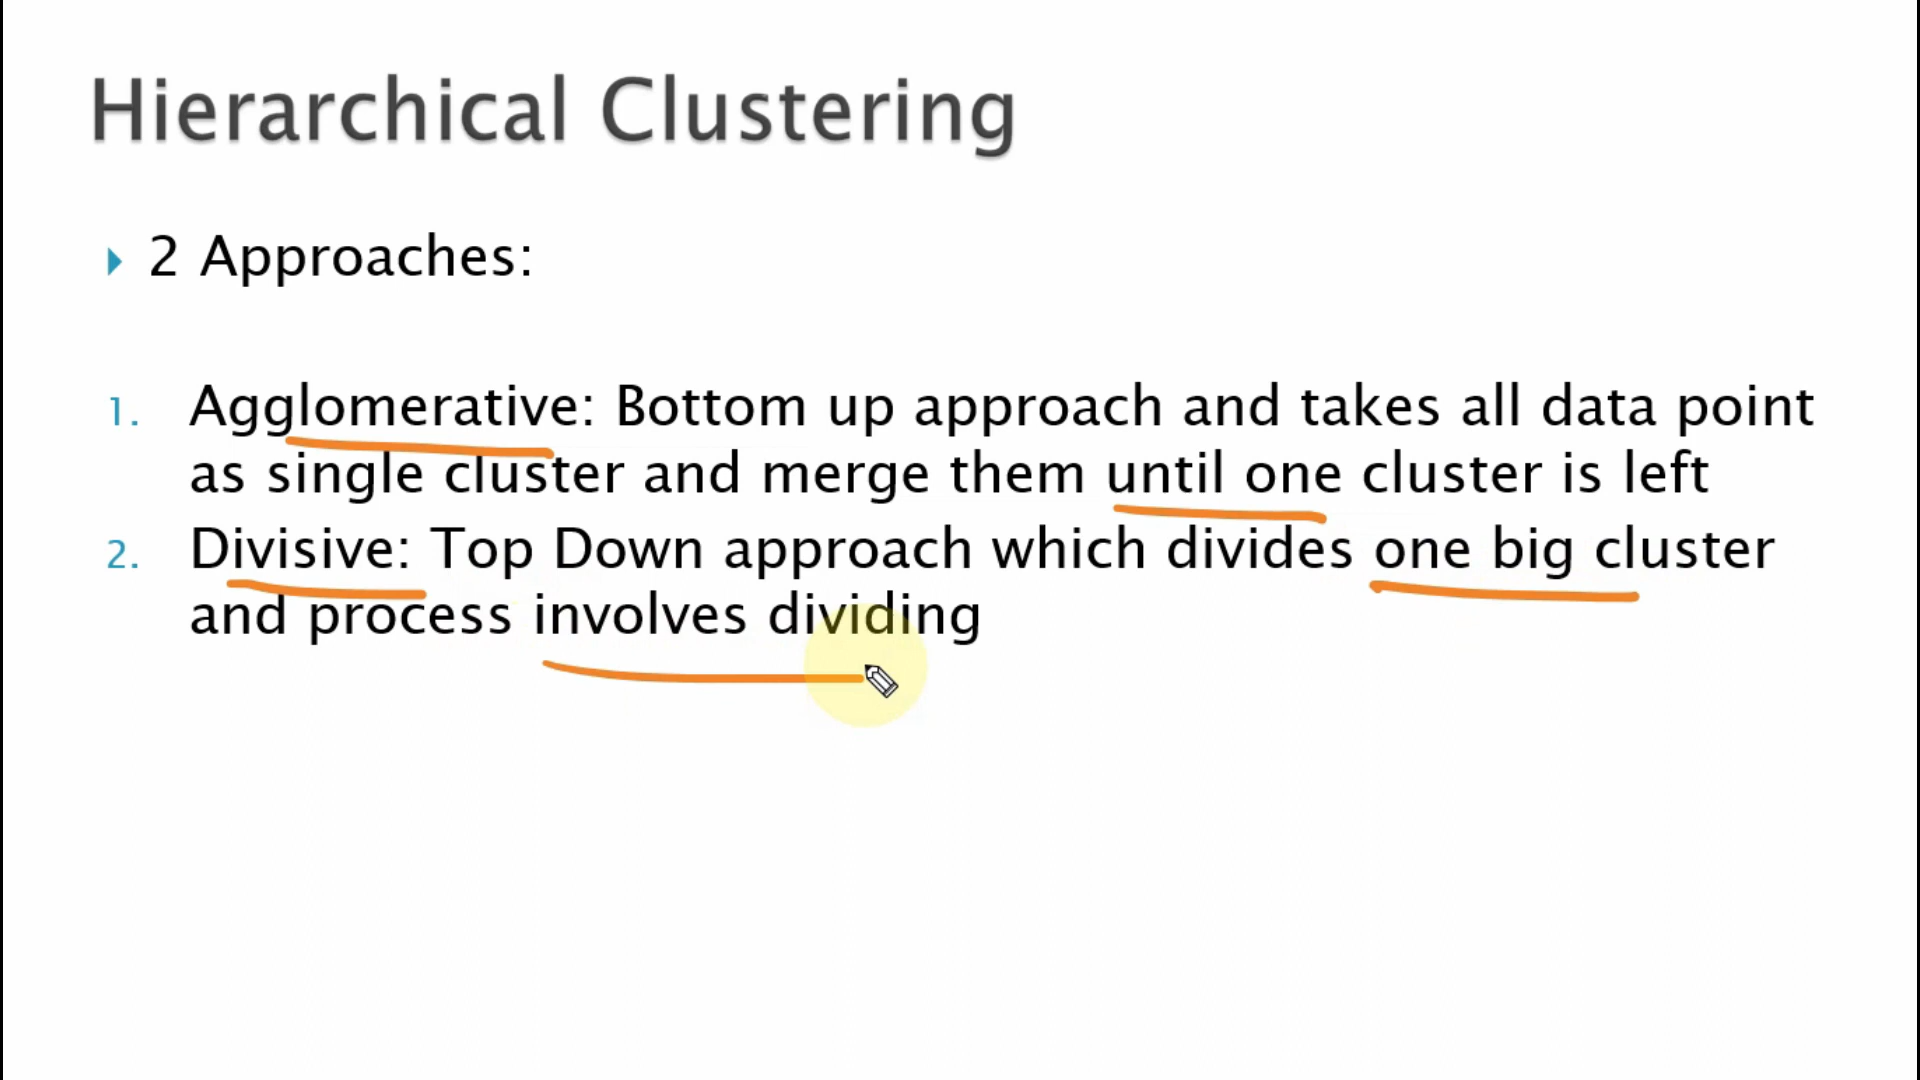 Hierarchical Clustering
2 Approaches:
1. Agglomerative: Bottom up approach and takes all data point
as single cluster and merge them until one cluster is left
2. Divisive: Top Down approach which divides one big cluster
and process involves dividing